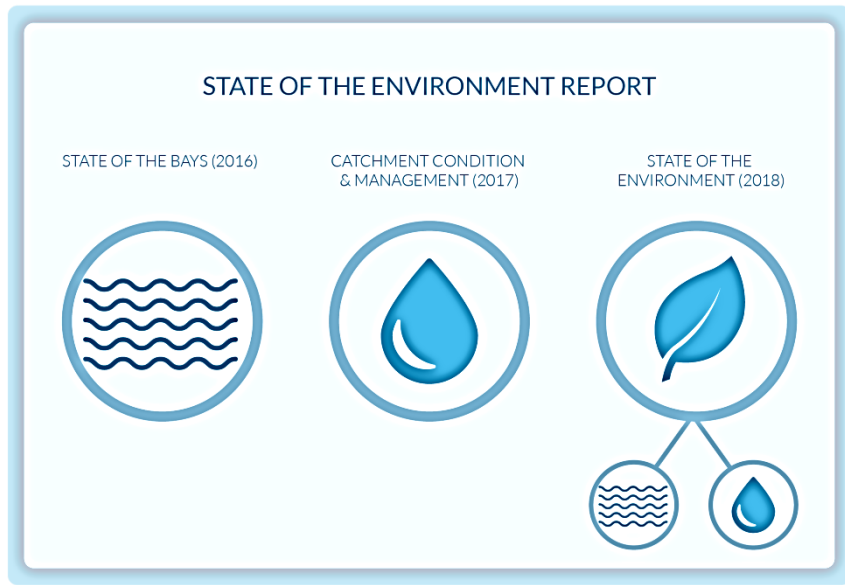 STATE OF THE ENVIRONMENT REPORT
STATE OF THE BAYS (2016)
CATCHMENT CONDITION
& MANAGEMENT (2017)
STATE OF THE
ENVIRONMENT (2018)